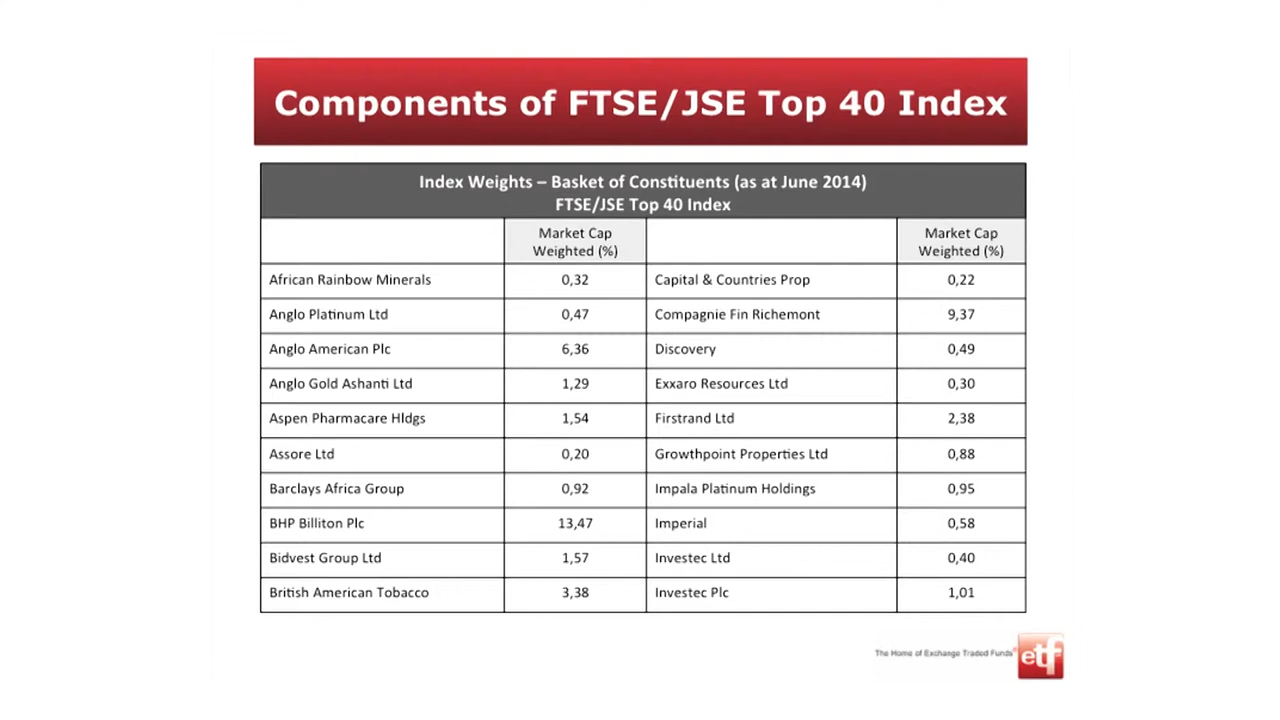 Components of FTSE/JSE Top 40 Index
Index Weights – Basket of Constituents (as at June 2014)
FTSE/JSE Top 40 Index
Market Cap Weighted (%) Market Cap Weighted (%)
African Rainbow Minerals 0,32 Capital & Countries Prop 0,22
Anglo Platinum Ltd 0,47 Compagnie Fin Richemont 9,37
Anglo American Plc 6,36 Discovery 0,49
Anglo Gold Ashanti Ltd 1,29 Exxaro Resources Ltd 0,30
Aspen Pharmacare Hldgs 1,54 Firstrand Ltd 2,38
Assore Ltd 0,20 Growthpoint Properties Ltd 0,88
Barclays Africa Group 0,92 Impala Platinum Holdings 0,95
BHP Billiton Plc 13,47 Imperial 0,58
Bidvest Group Ltd 1,57 Investec Ltd 0,40
British American Tobacco 3,38 Investec Plc 1,01
The Home of Exchange Traded Funds® etf